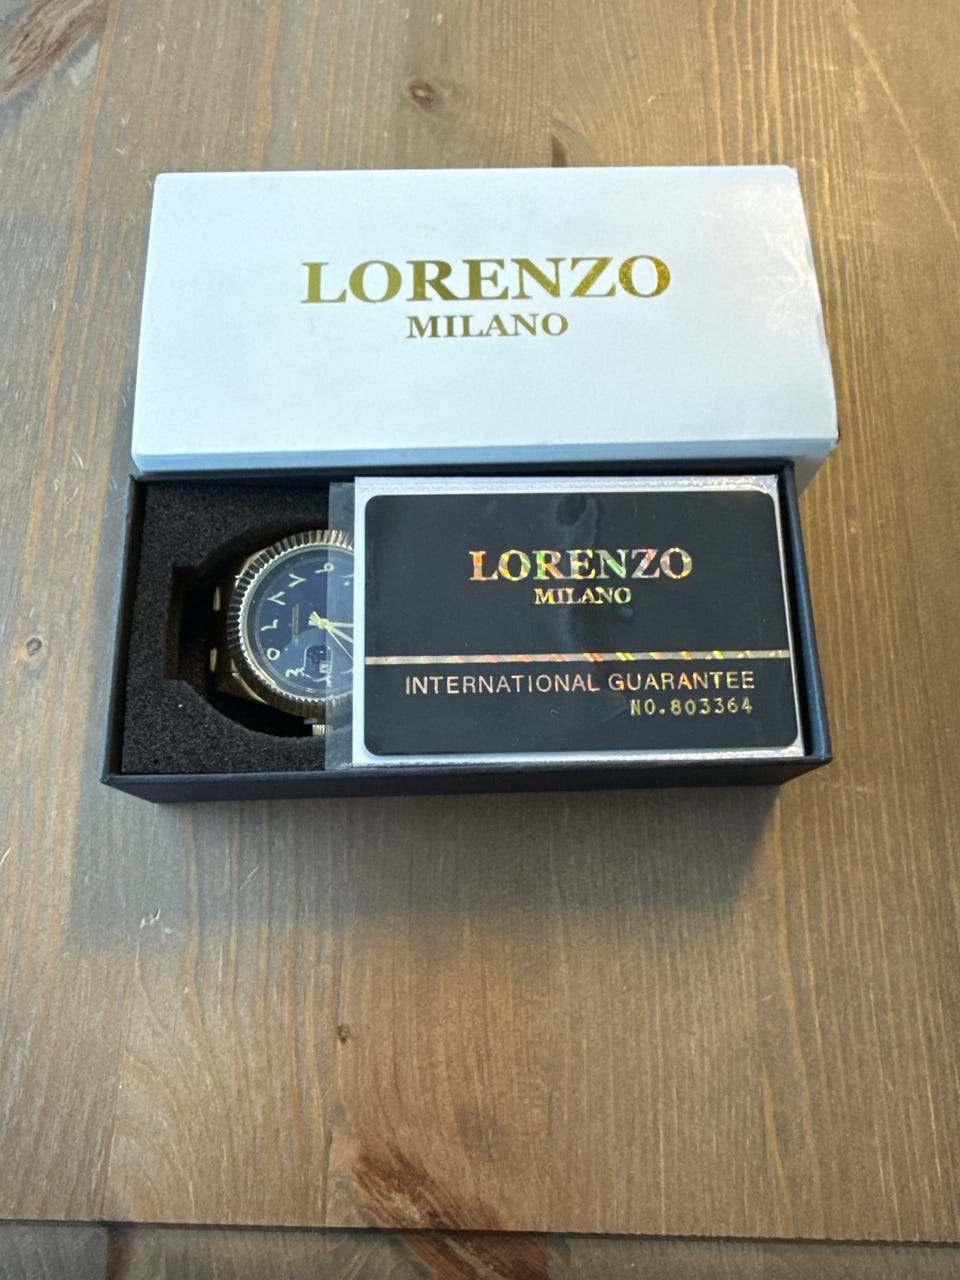 LORENZO
MILANO
LORENZO
MILANO
INTERNATIONAL GUARANTEE
NO.803364